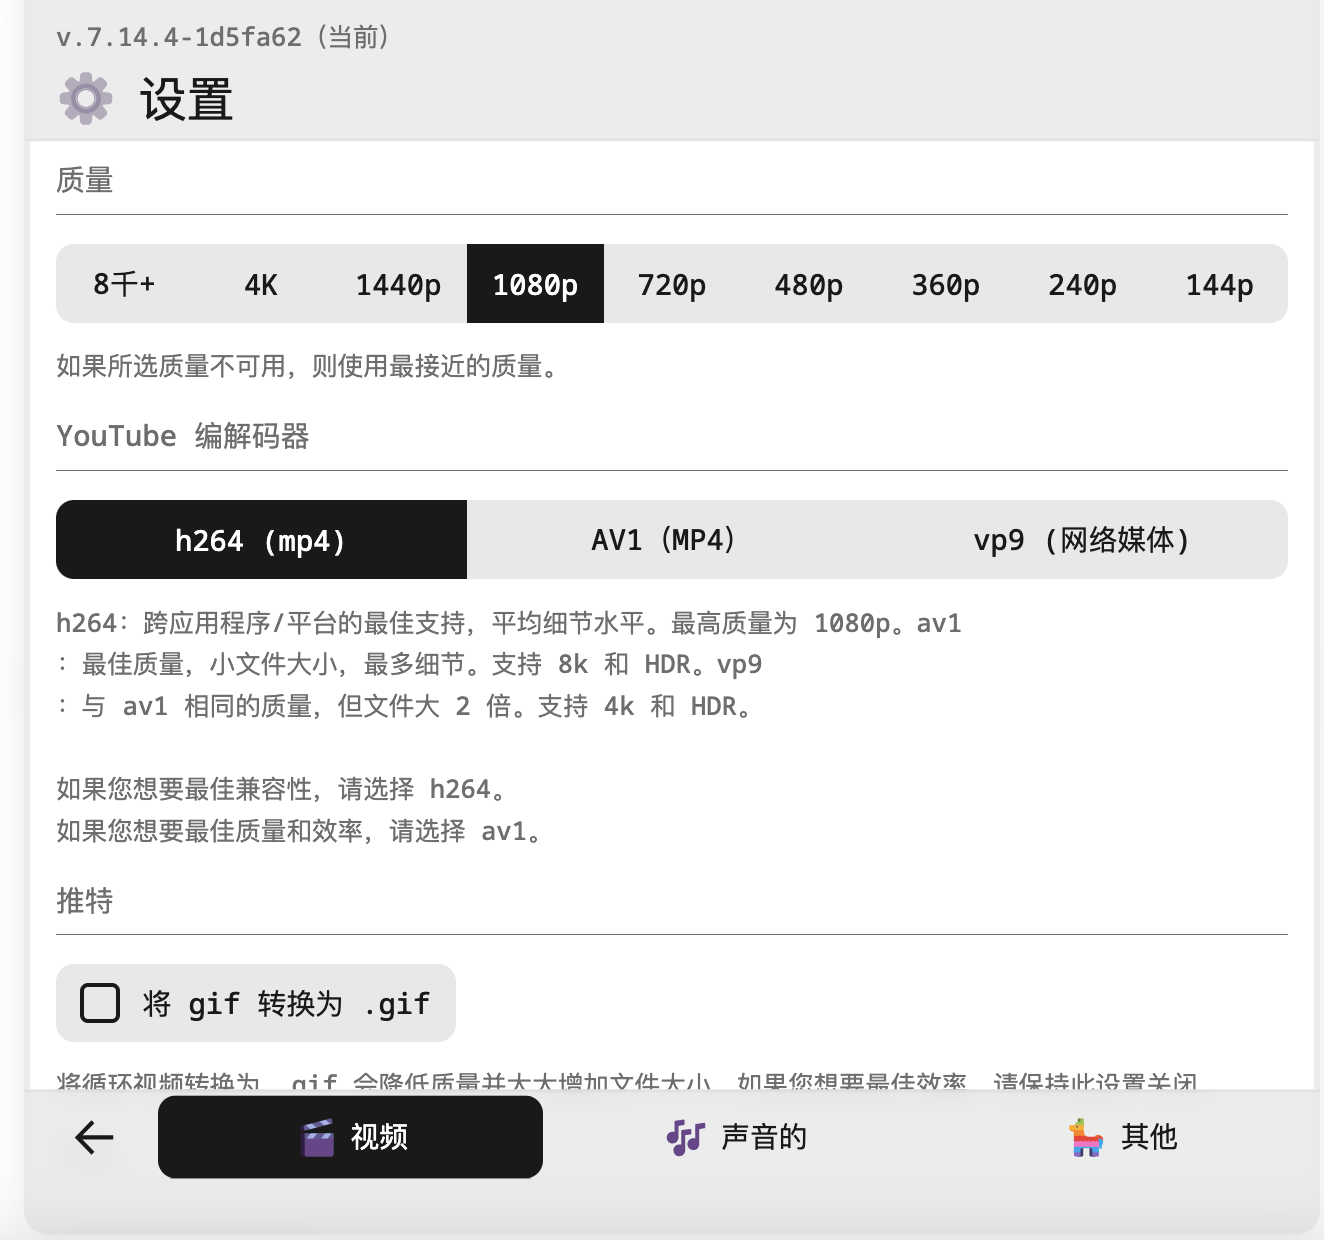 v.7.14.4-1d5fa62（当前）
设置
质量
8千+ 4K 1440p 1080p 720p 480p 360p 240p 144p
如果所选质量不可用，则使用最接近的质量。
YouTube 编解码器
h264 (mp4) AV1（MP4） vp9 (网络媒体)
h264：跨应用程序/平台的最佳支持，平均细节水平。最高质量为 1080p。av1
：最佳质量，小文件大小，最多细节。支持 8k 和 HDR。vp9
：与 av1 相同的质量，但文件大 2 倍。支持 4k 和 HDR。
如果您想要最佳兼容性，请选择 h264。
如果您想要最佳质量和效率，请选择 av1。
推特
将 gif 转换为 .gif
将循环视频转换为 .gif 会降低质量并大大增加文件大小。如果您想要最佳效率，请保持此设置关闭
视频 声音的 其他